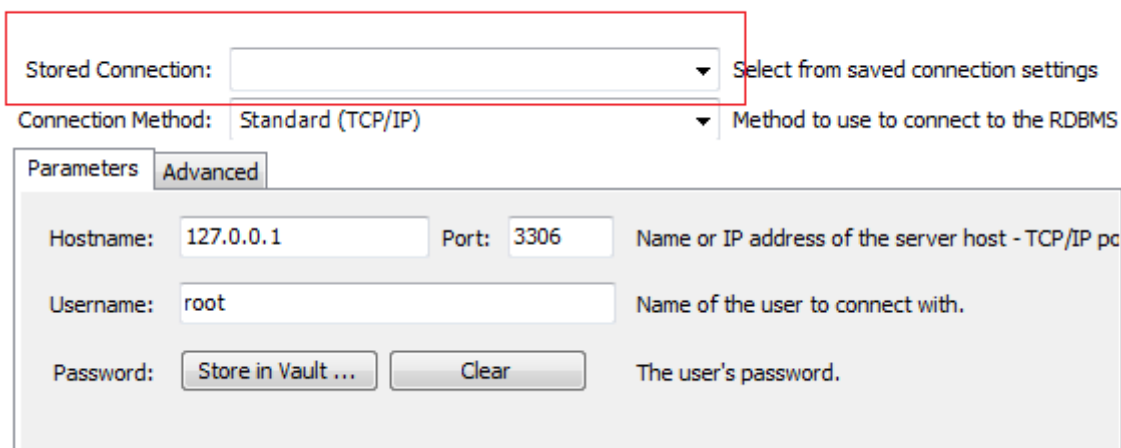 Stored Connection: Select from saved connection settings
Connection Method: Standard (TCP/IP) Method to use to connect to the RDBMS
Parameters Advanced
Hostname: 127.0.0.1 Port: 3306 Name or IP address of the server host - TCP/IP
Username: root Name of the user to connect with.
Password: Store in Vault ... Clear The user's password.